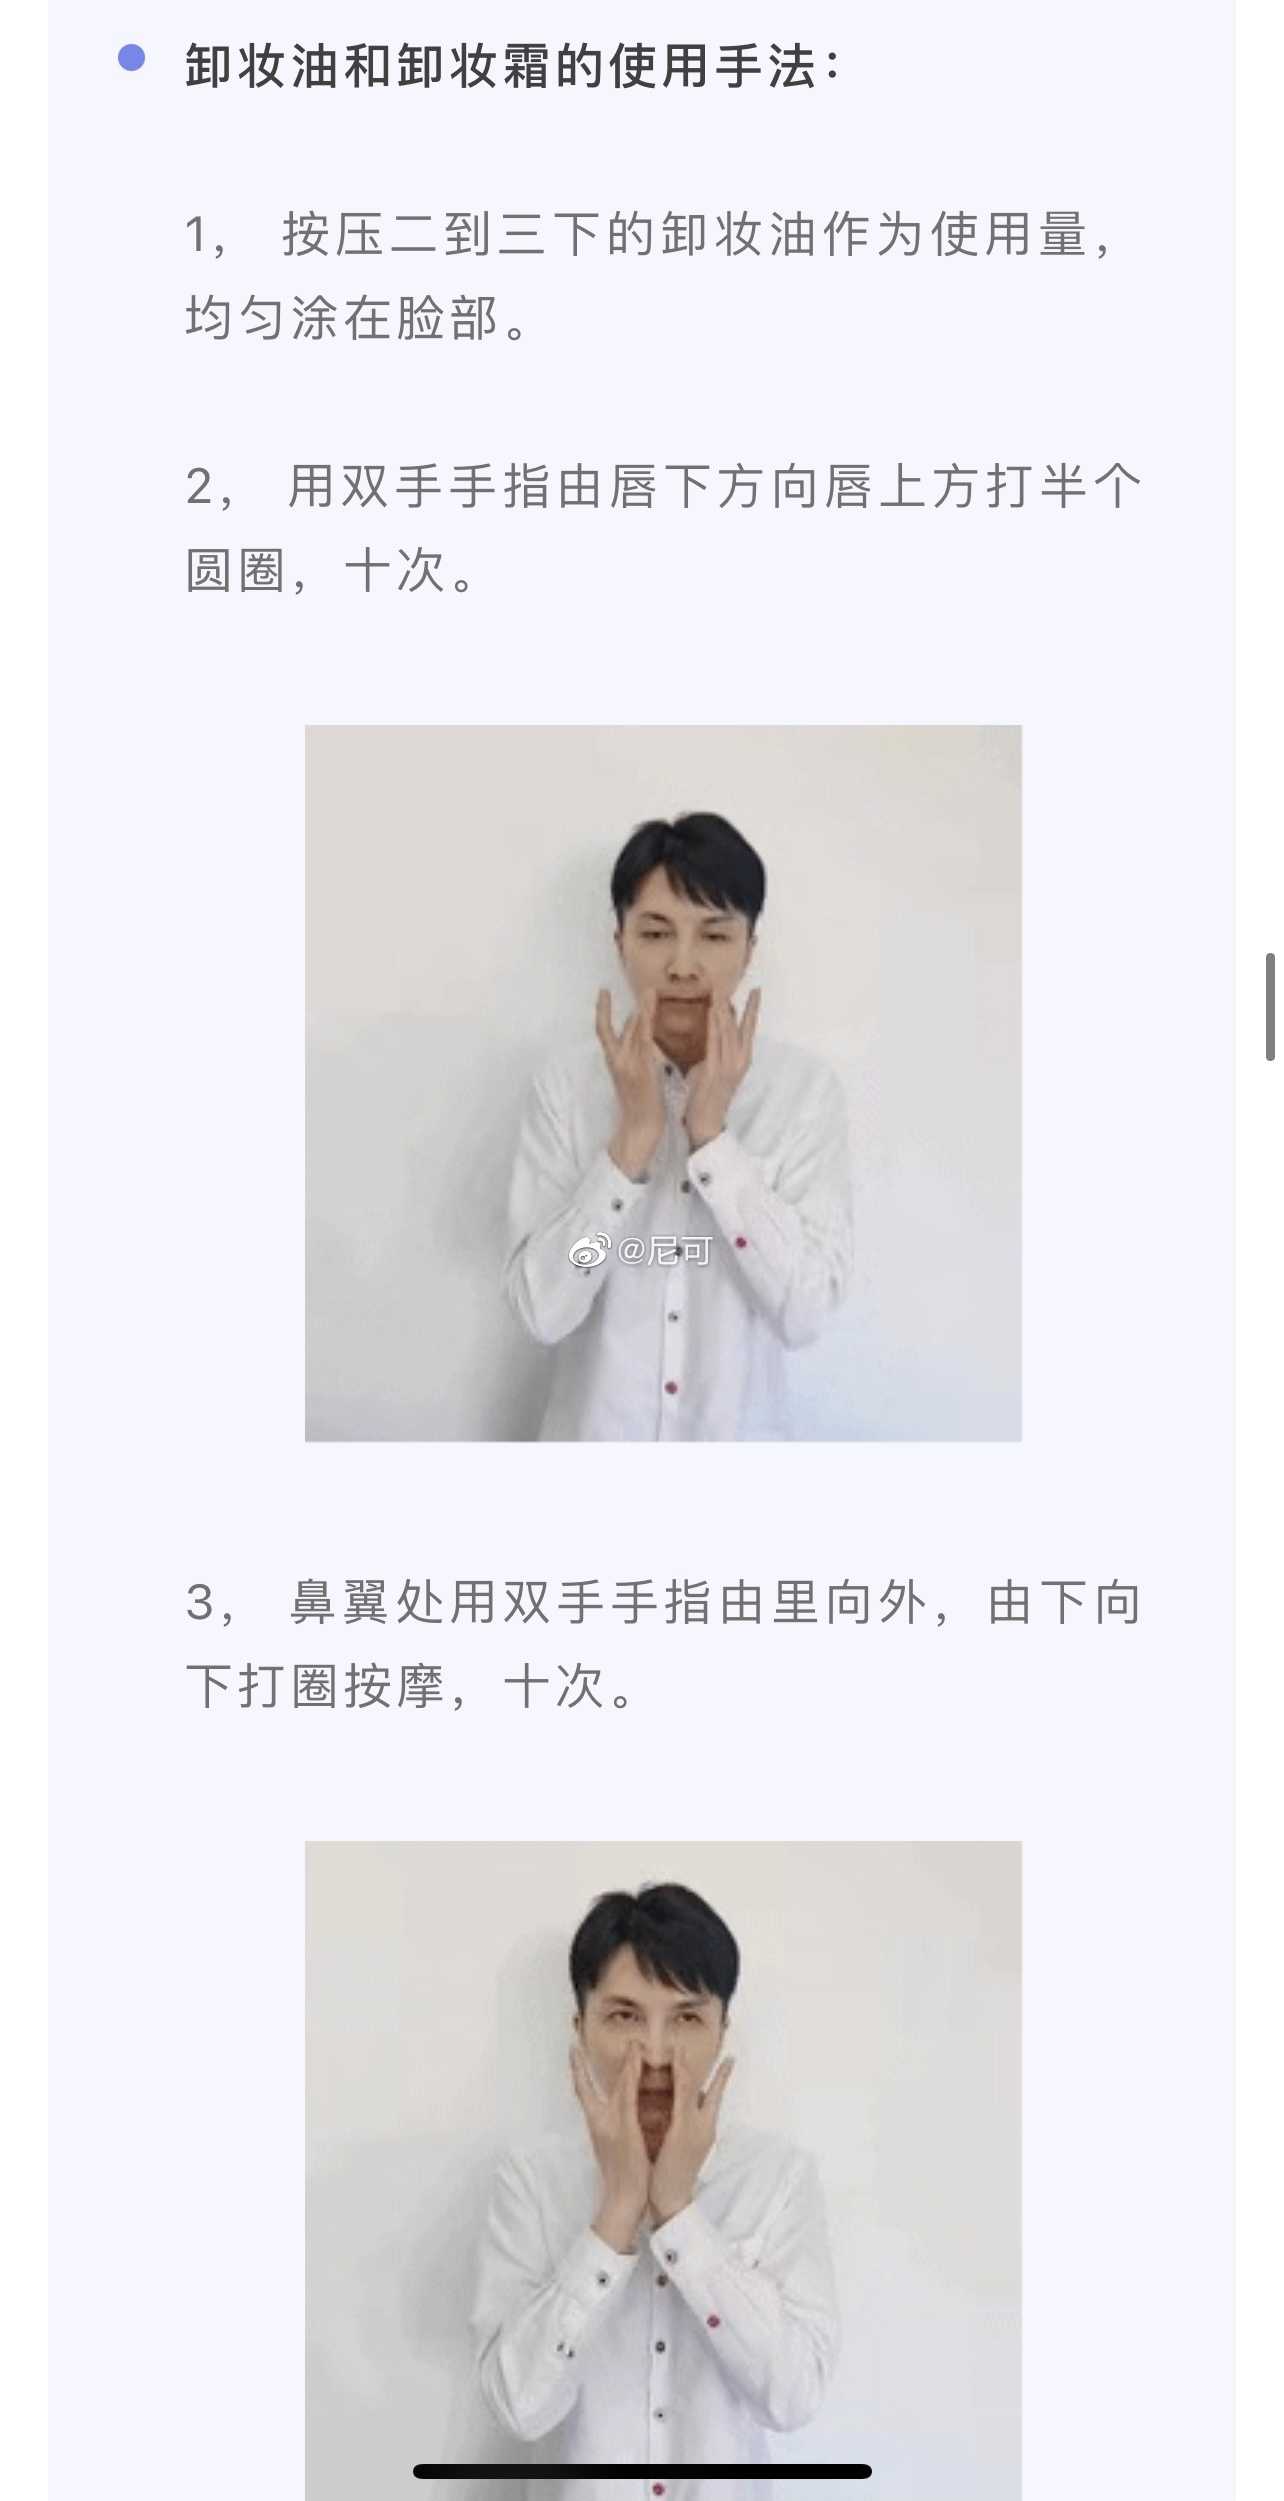 卸妆油和卸妆霜的使用手法：
1， 按压二到三下的卸妆油作为使用量，
均匀涂在脸部。
2， 用双手手指由唇下方向唇上方打半个
圆圈，十次。
@尼可
3， 鼻翼处用双手手指由里向外，由下向
下打圈按摩，十次。